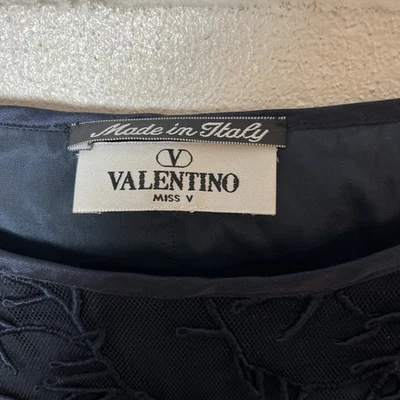 Made in Italy
V
VALENTINO
MISS V